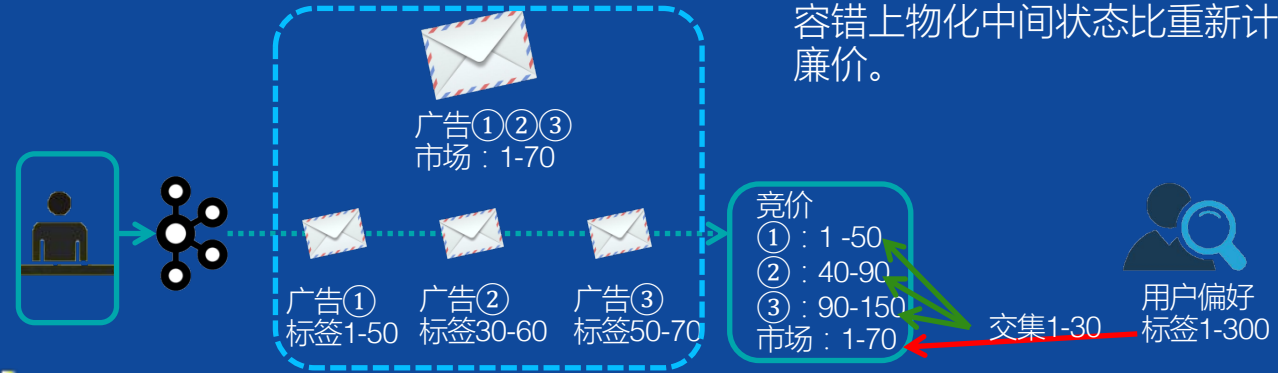 容错上物化中间状态比重新计
廉价。
广告①②③
市场：1-70
广告①
标签1-50
广告②
标签30-60
广告③
标签50-70
竞价
①：1 -50
②：40-90
③：90-150
市场：1-70
交集1-30
用户偏好
标签1-300